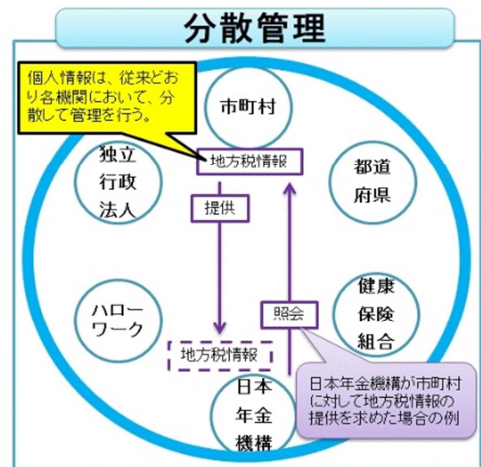 分散管理
個人情報は、従来どお
り各機関において、分
散して管理を行う。
市町村
地方税情報
独立
行政
法人
都道
府県
提供
照会
ハロー
ワーク
健康
保険
組合
地方税情報
日本
年金
機構
日本年金機構が市町村
に対して地方税情報の
提供を求めた場合の例